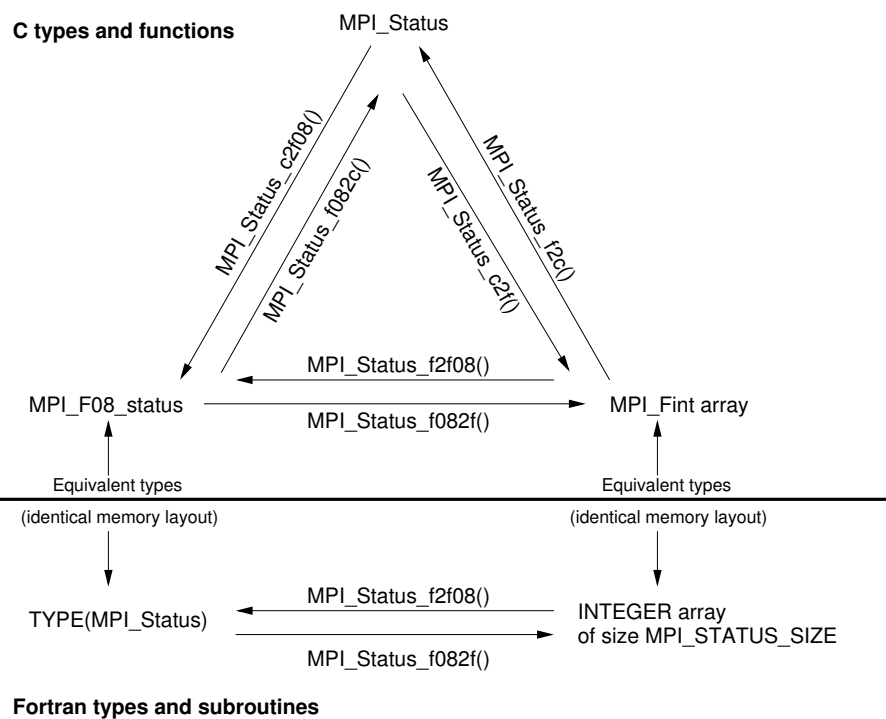 C types and functions
MPI_Status
MPI_Status_c2f08()
MPI_Status_f082c()
MPI_Status_c2f()
MPI_Status_f2c()
MPI_Status_f2f08()
MPI_F08_status
MPI_Fint array
MPI_Status_f082f()
Equivalent types
Equivalent types
(identical memory layout)
(identical memory layout)
MPI_Status_f2f08()
TYPE(MPI_Status)
INTEGER array
of size MPI_STATUS_SIZE
MPI_Status_f082f()
Fortran types and subroutines